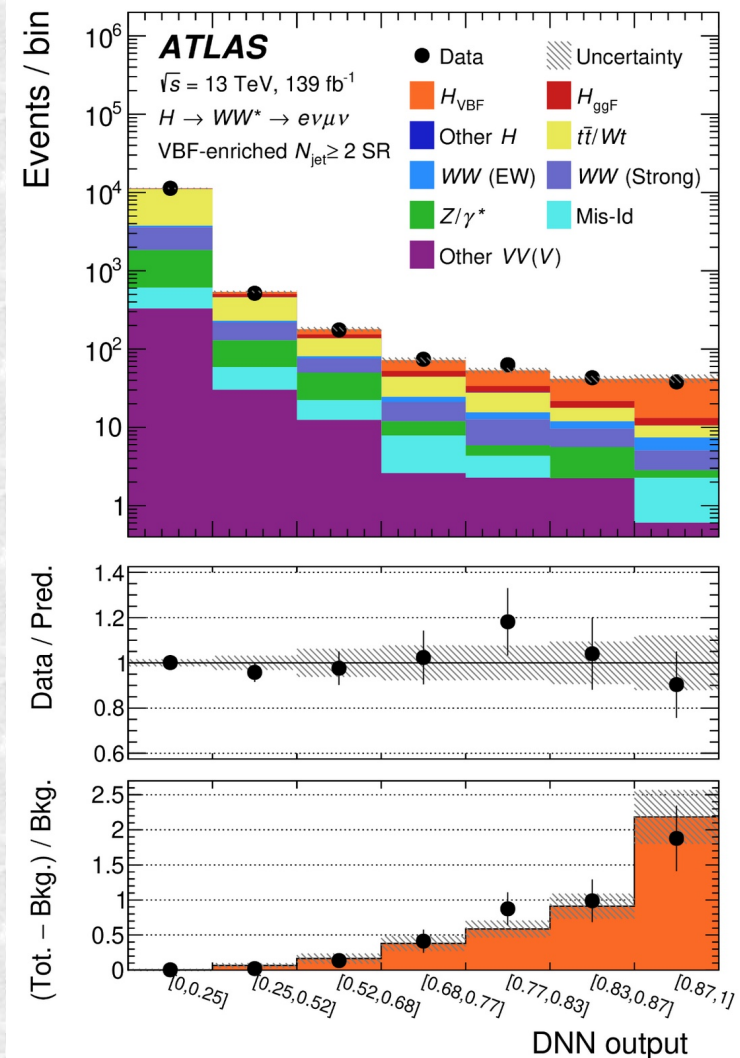 Events / bin
10⁶
10⁵
10⁴
10³
10²
10
1
ATLAS
√s = 13 TeV, 139 fb⁻¹
H → WW* → eνμν
VBF-enriched N_jet ≥ 2 SR
Data
Uncertainty
H_VBF
H_ggF
Other H
tt̄/Wt
WW (EW)
WW (Strong)
Z/γ*
Mis-Id
Other VV(V)
Data / Pred.
1.4
1.2
1
0.8
0.6
(Tot. − Bkg.) / Bkg.
2.5
2
1.5
1
0.5
0
[0,0.25]
[0.25,0.52]
[0.52,0.68]
[0.68,0.77]
[0.77,0.83]
[0.83,0.87]
[0.87,1]
DNN output